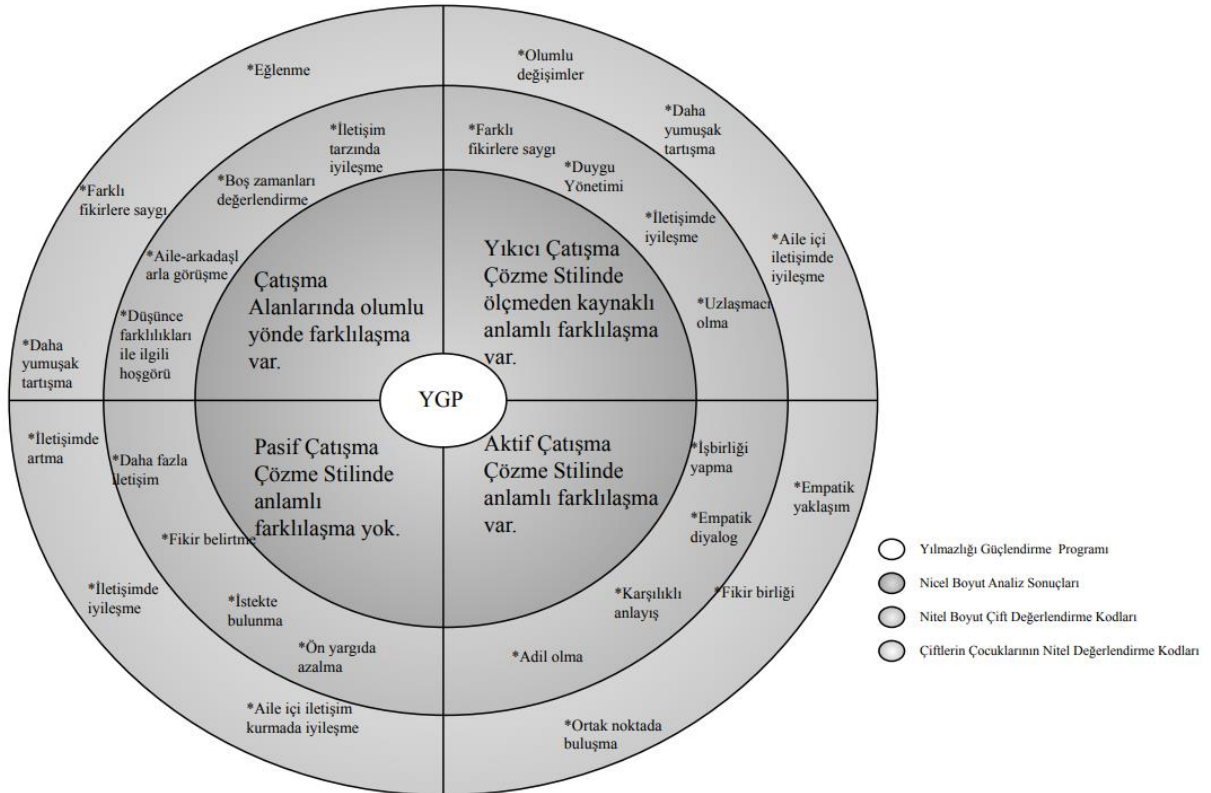 *Eğlenme
*Farklı
fikirlere saygı
*Daha
yumuşak
tartışma
*İletişim
tarzında
iyileşme
*Boş zamanları
değerlendirme
*Aile-arkadaşl
arla görüşme
*Düşünce
farklılıkları
ile ilgili
hoşgörü
Çatışma
Alanlarında olumlu
yönde farklılaşma
var.
*Olumlu
değişimler
*Daha
yumuşak
tartışma
*Aile içi
iletişimde
iyileşme
*Farklı
fikirlere saygı
*Duygu
Yönetimi
*İletişimde
iyileşme
*Uzlaşmacı
olma
Yıkıcı Çatışma
Çözme Stilinde
ölçmeden kaynaklı
anlamlı farklılaşma
var.
YGP
Pasif Çatışma
Çözme Stilinde
anlamlı
farklılaşma yok.
*Daha fazla
iletişim
*Fikir belirtme
*İstekte
bulunma
*Ön yargıda
azalma
*İletişimde
artma
*İletişimde
iyileşme
*Aile içi iletişim
kurmada iyileşme
Aktif Çatışma
Çözme Stilinde
anlamlı farklılaşma
var.
*İşbirliği
yapma
*Empatik
diyalog
*Karşılıklı
anlayış
*Adil olma
*Empatik
yaklaşım
*Fikir birliği
*Ortak noktada
buluşma
Yılmazlığı Güçlendirme Programı
Nicel Boyut Analiz Sonuçları
Nitel Boyut Çift Değerlendirme Kodları
Çiftlerin Çocuklarının Nitel Değerlendirme Kodları